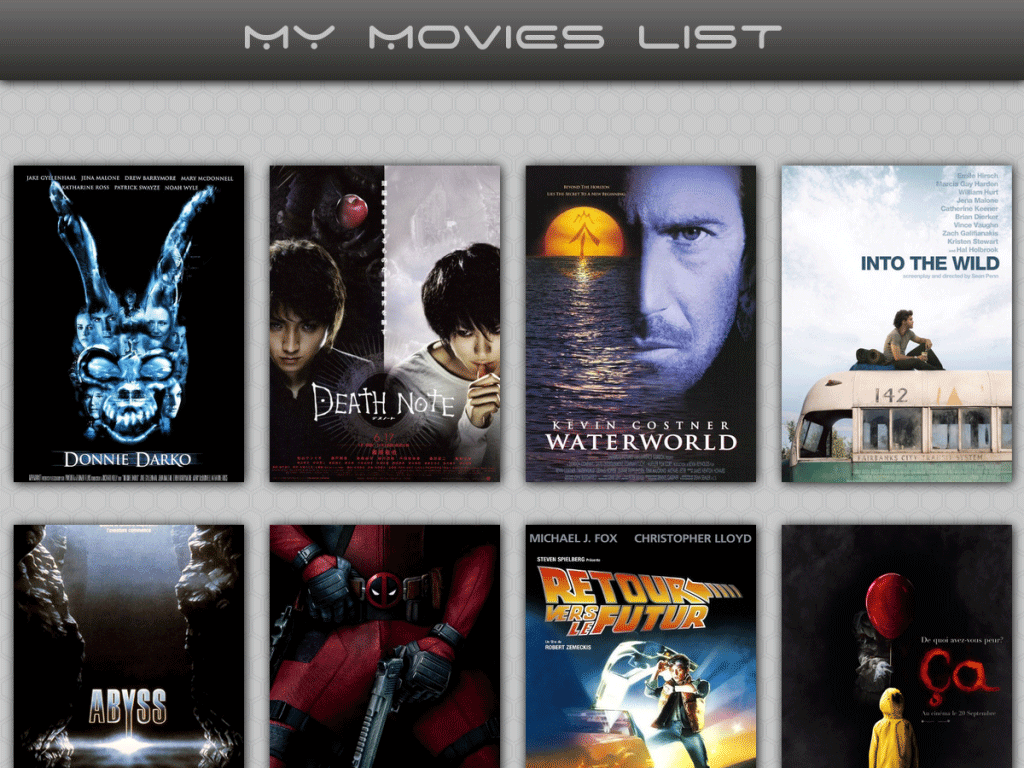 MY MOVIES LIST
JAKE GYLLENHAAL JENA MALONE DREW BARRYMORE MARY MCDONNELL
KATHARINE ROSS PATRICK SWAYZE NOAH WYLE
DONNIE DARKO
DEATH NOTE
デスノート
6.17
BEYOND THE HORIZON
LIES THE SECRET TO A NEW BEGINNING.
KEVIN COSTNER
WATERWORLD
Emile Hirsch
Marcia Gay Harden
William Hurt
Jena Malone
Catherine Keener
Brian Dierker
Vince Vaughn
Zach Galifianakis
Kristen Stewart
and Hal Holbrook
INTO THE WILD
screenplay and directed by Sean Penn
142
FAIRBANKS CITY TRANSIT SYSTEM
ABYSS
MICHAEL J. FOX CHRISTOPHER LLOYD
STEVEN SPIELBERG Présente
RETOUR
VERS
LE FUTUR
Un film de
ROBERT ZEMECKIS
De quoi avez-vous peur?
Ça
Au cinéma le 20 Septembre